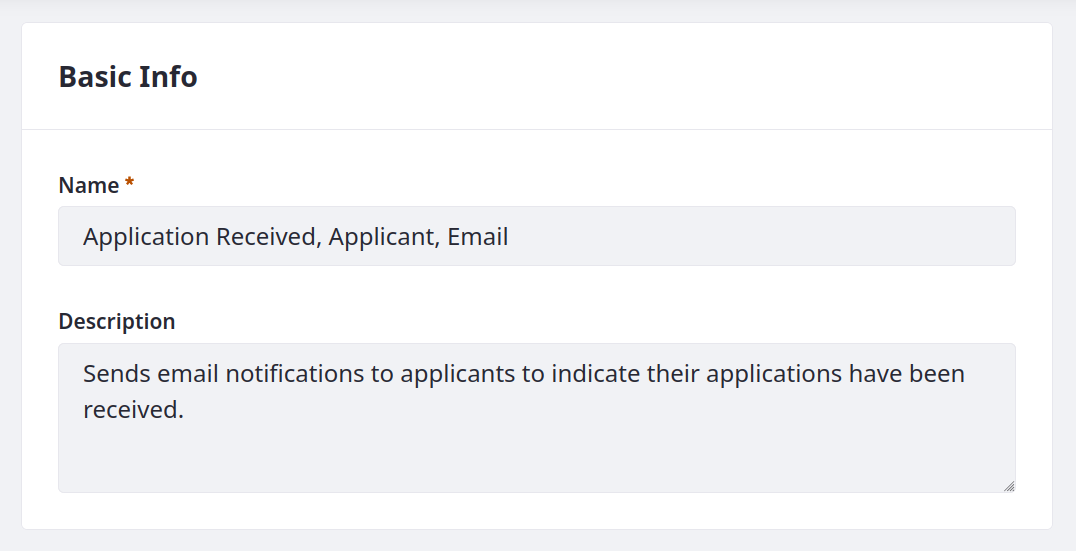 Basic Info
Name *
Application Received, Applicant, Email
Description
Sends email notifications to applicants to indicate their applications have been
received.